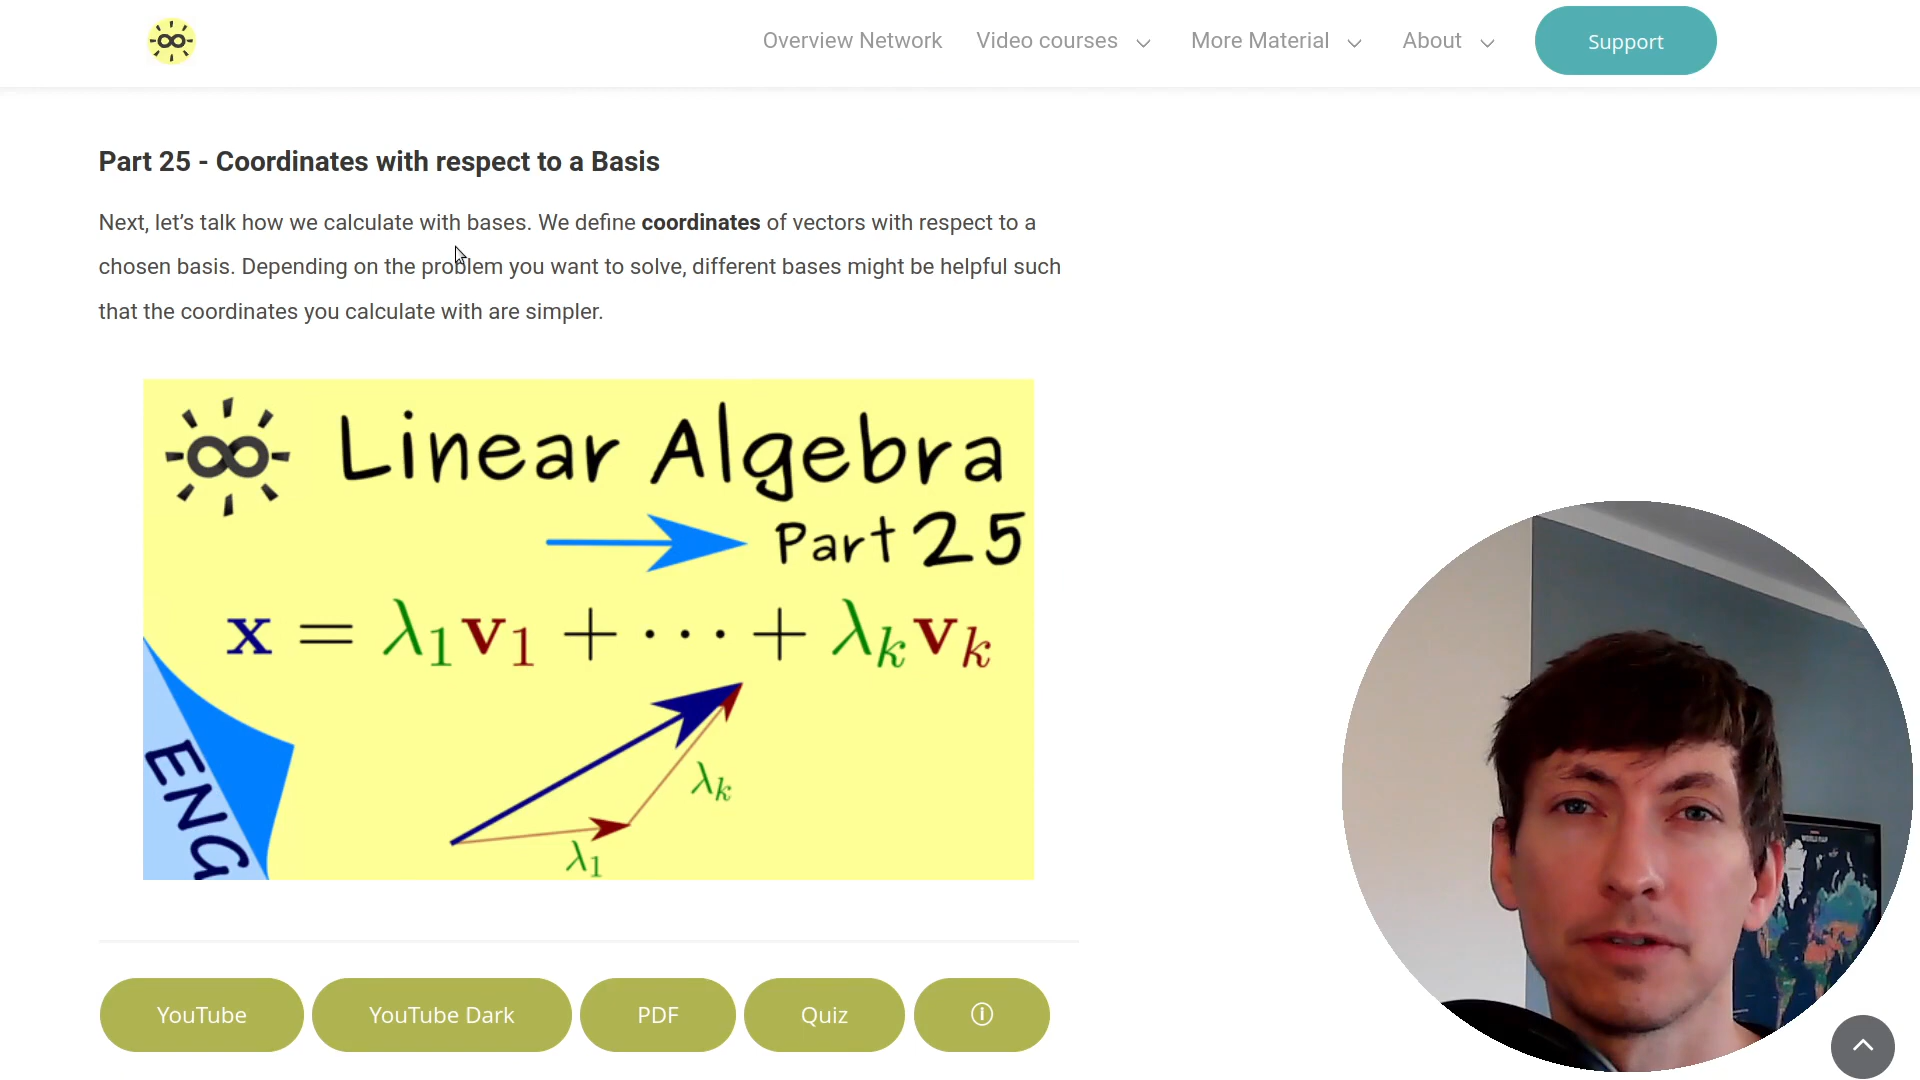 Overview Network Video courses More Material About Support
Part 25 - Coordinates with respect to a Basis
Next, let’s talk how we calculate with bases. We define coordinates of vectors with respect to a
chosen basis. Depending on the problem you want to solve, different bases might be helpful such
that the coordinates you calculate with are simpler.
Linear Algebra
Part 25
x = λ₁v₁ + ··· + λₖvₖ
λₖ
λ₁
ENG
WORLD MAP
YouTube YouTube Dark PDF Quiz ⓘ